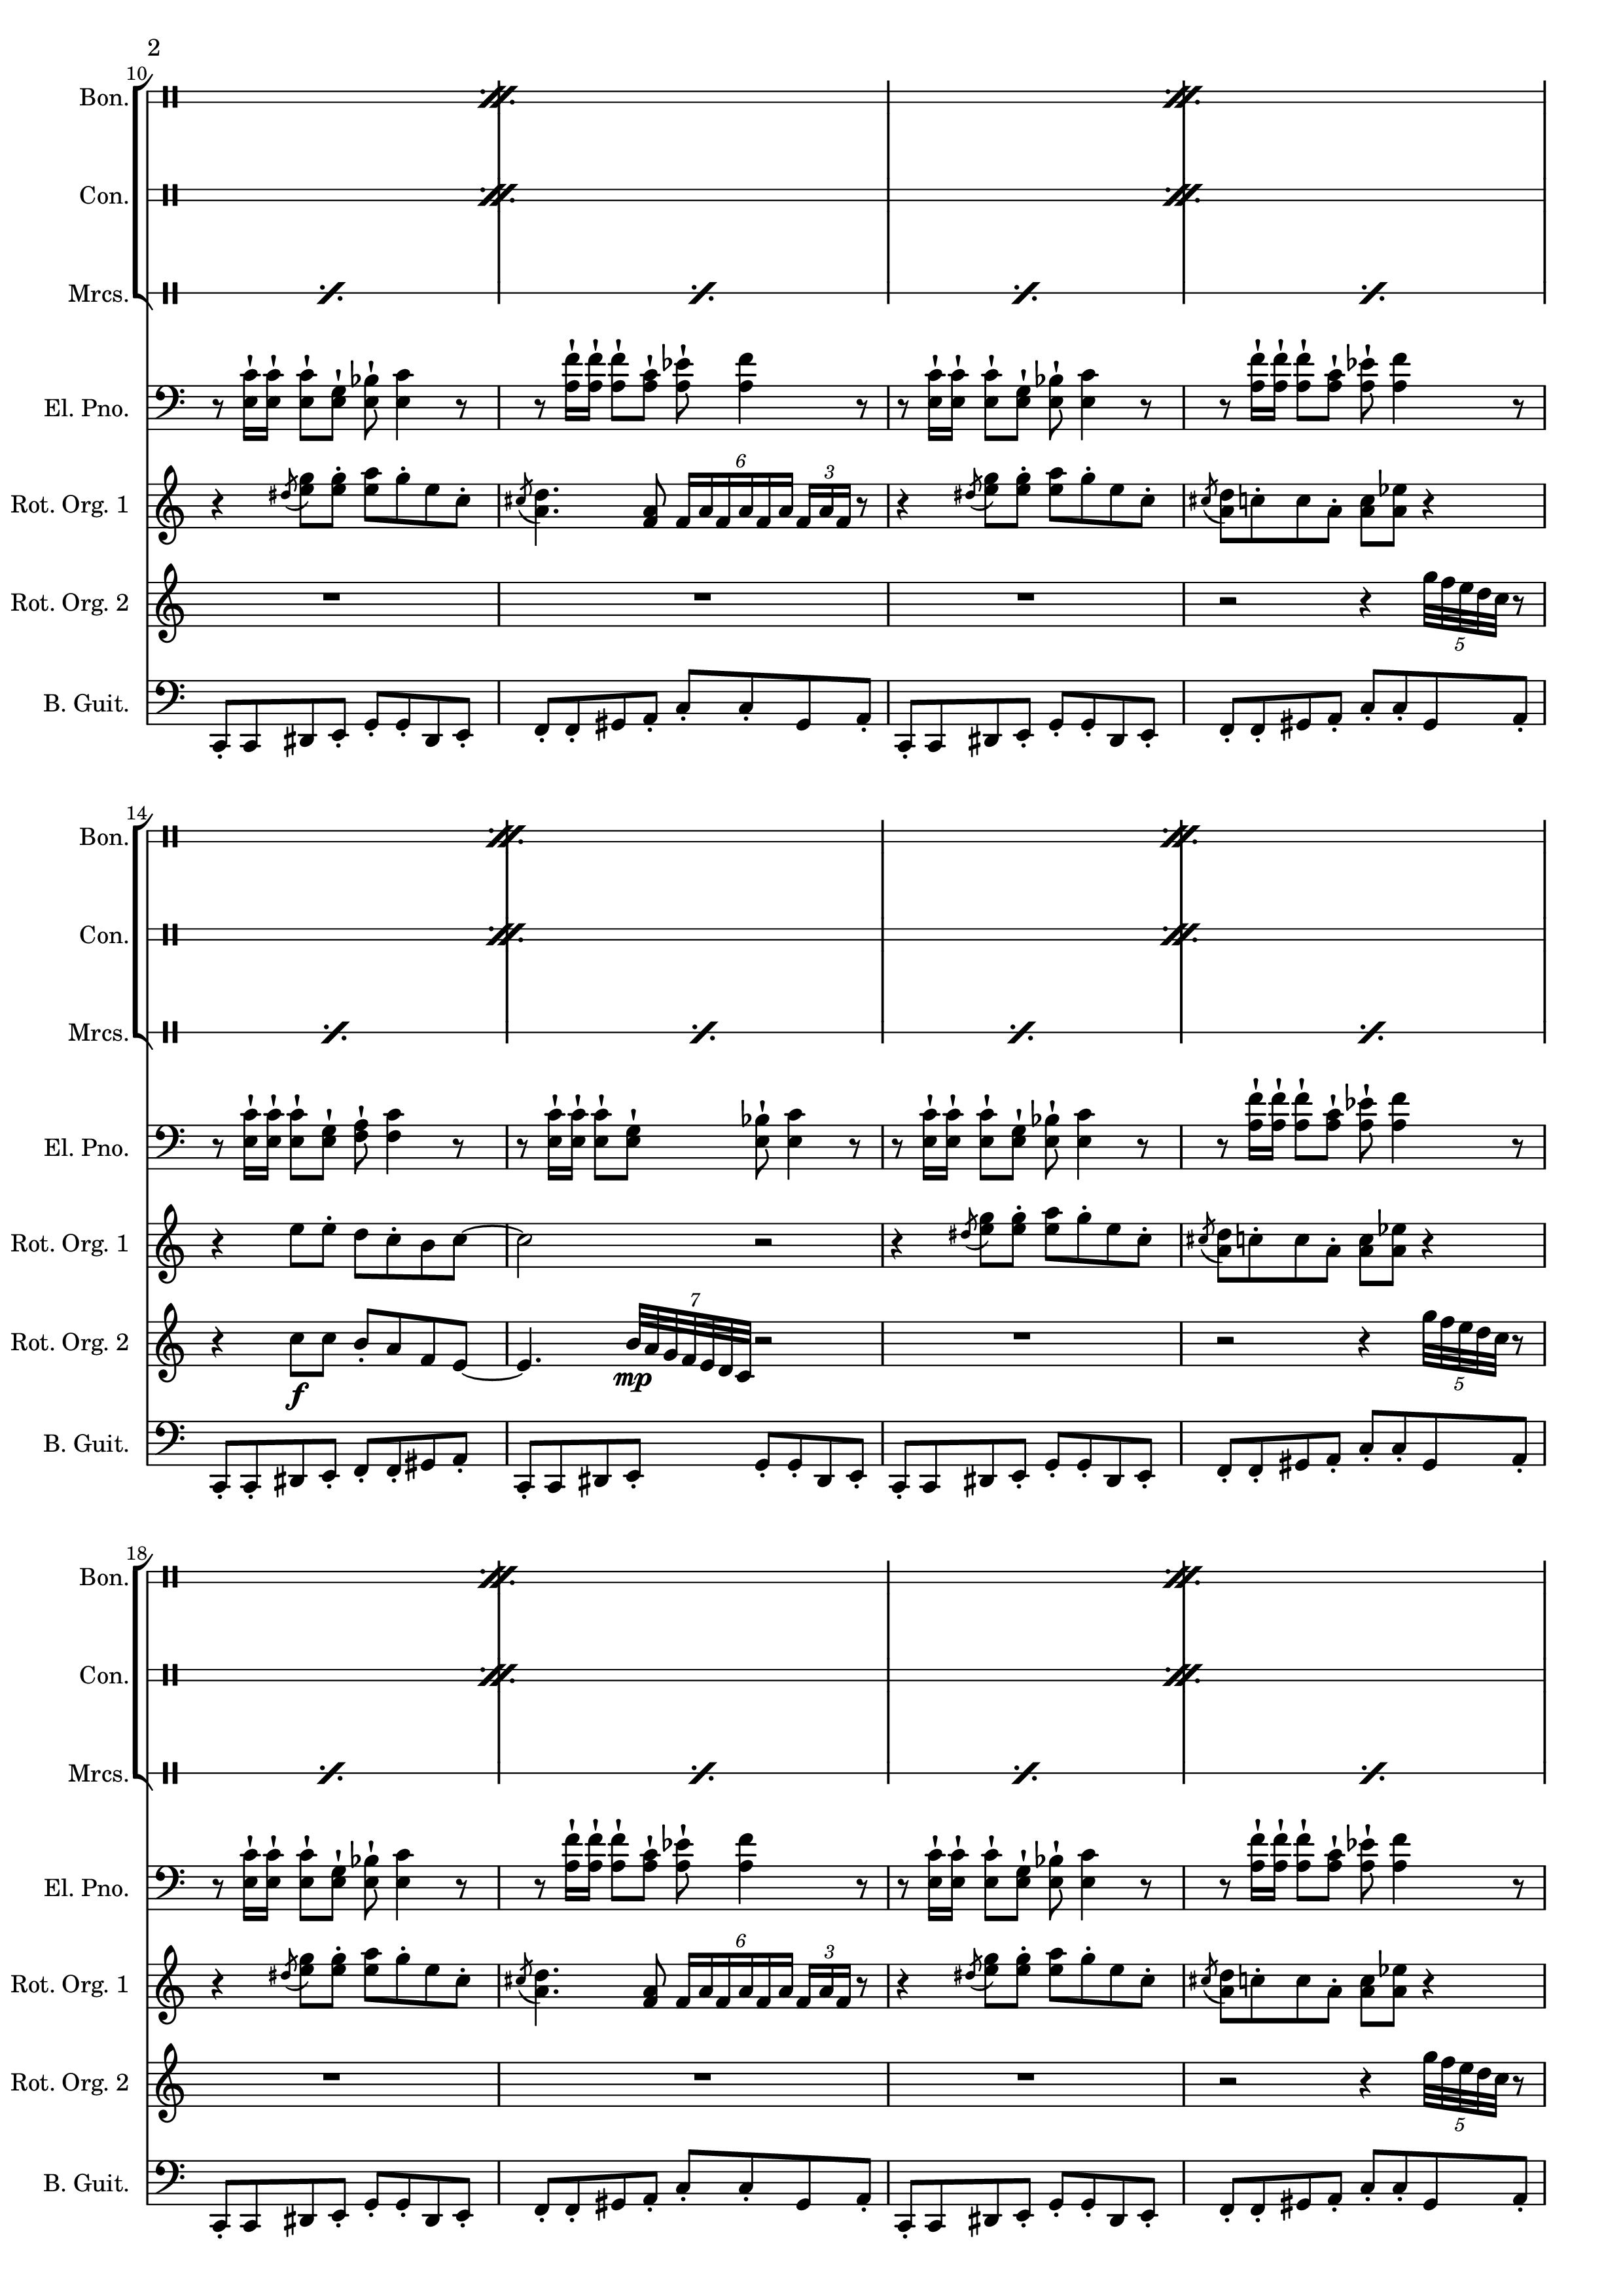 2
10
Bon.
Con.
Mrcs.
El. Pno.
6
3
Rot. Org. 1
Rot. Org. 2
5
B. Guit.
14
Bon.
Con.
Mrcs.
El. Pno.
Rot. Org. 1
7
Rot. Org. 2
f
mp
5
B. Guit.
18
Bon.
Con.
Mrcs.
El. Pno.
6
3
Rot. Org. 1
Rot. Org. 2
5
B. Guit.